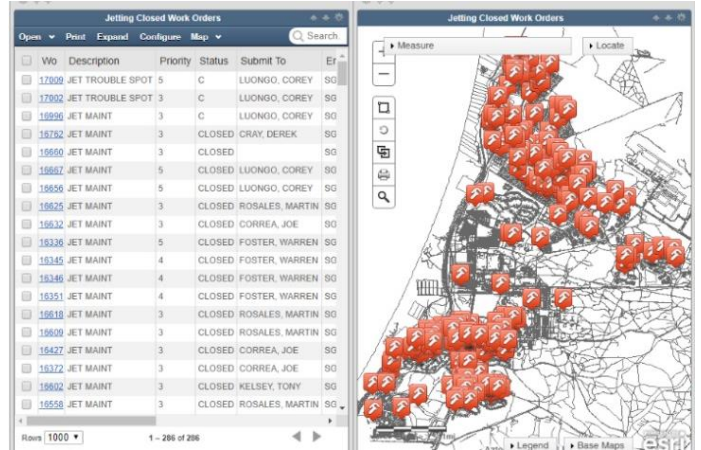 Jetting Closed Work Orders
Open Print Expand Configure Map Search.
Wo Description Priority Status Submit To
17009 JET TROUBLE SPOT 5 C LUONGO, COREY SG
17002 JET TROUBLE SPOT 3 C LUONGO, COREY SG
16996 JET MAINT 3 C LUONGO, COREY SG
16762 JET MAINT 3 CLOSED CRAY, DEREK SG
16660 JET MAINT 3 CLOSED SG
16667 JET MAINT 5 CLOSED LUONGO, COREY SG
16656 JET MAINT 5 CLOSED LUONGO, COREY SG
16625 JET MAINT 3 CLOSED ROSALES, MARTIN SG
16632 JET MAINT 3 CLOSED CORREA, JOE SG
16336 JET MAINT 5 CLOSED FOSTER, WARREN SG
16345 JET MAINT 4 CLOSED FOSTER, WARREN SG
16346 JET MAINT 4 CLOSED FOSTER, WARREN SG
16351 JET MAINT 4 CLOSED FOSTER, WARREN SG
16618 JET MAINT 3 CLOSED ROSALES, MARTIN SG
16609 JET MAINT 3 CLOSED ROSALES, MARTIN SG
16427 JET MAINT 3 CLOSED CORREA, JOE SG
16372 JET MAINT 3 CLOSED CORREA, JOE SG
16602 JET MAINT 3 CLOSED KELSEY, TONY SG
16558 JET MAINT 3 CLOSED ROSALES, MARTIN SG
Rows 1000 1 – 286 of 286
Jetting Closed Work Orders
Measure Locate
Legend Base Maps esri